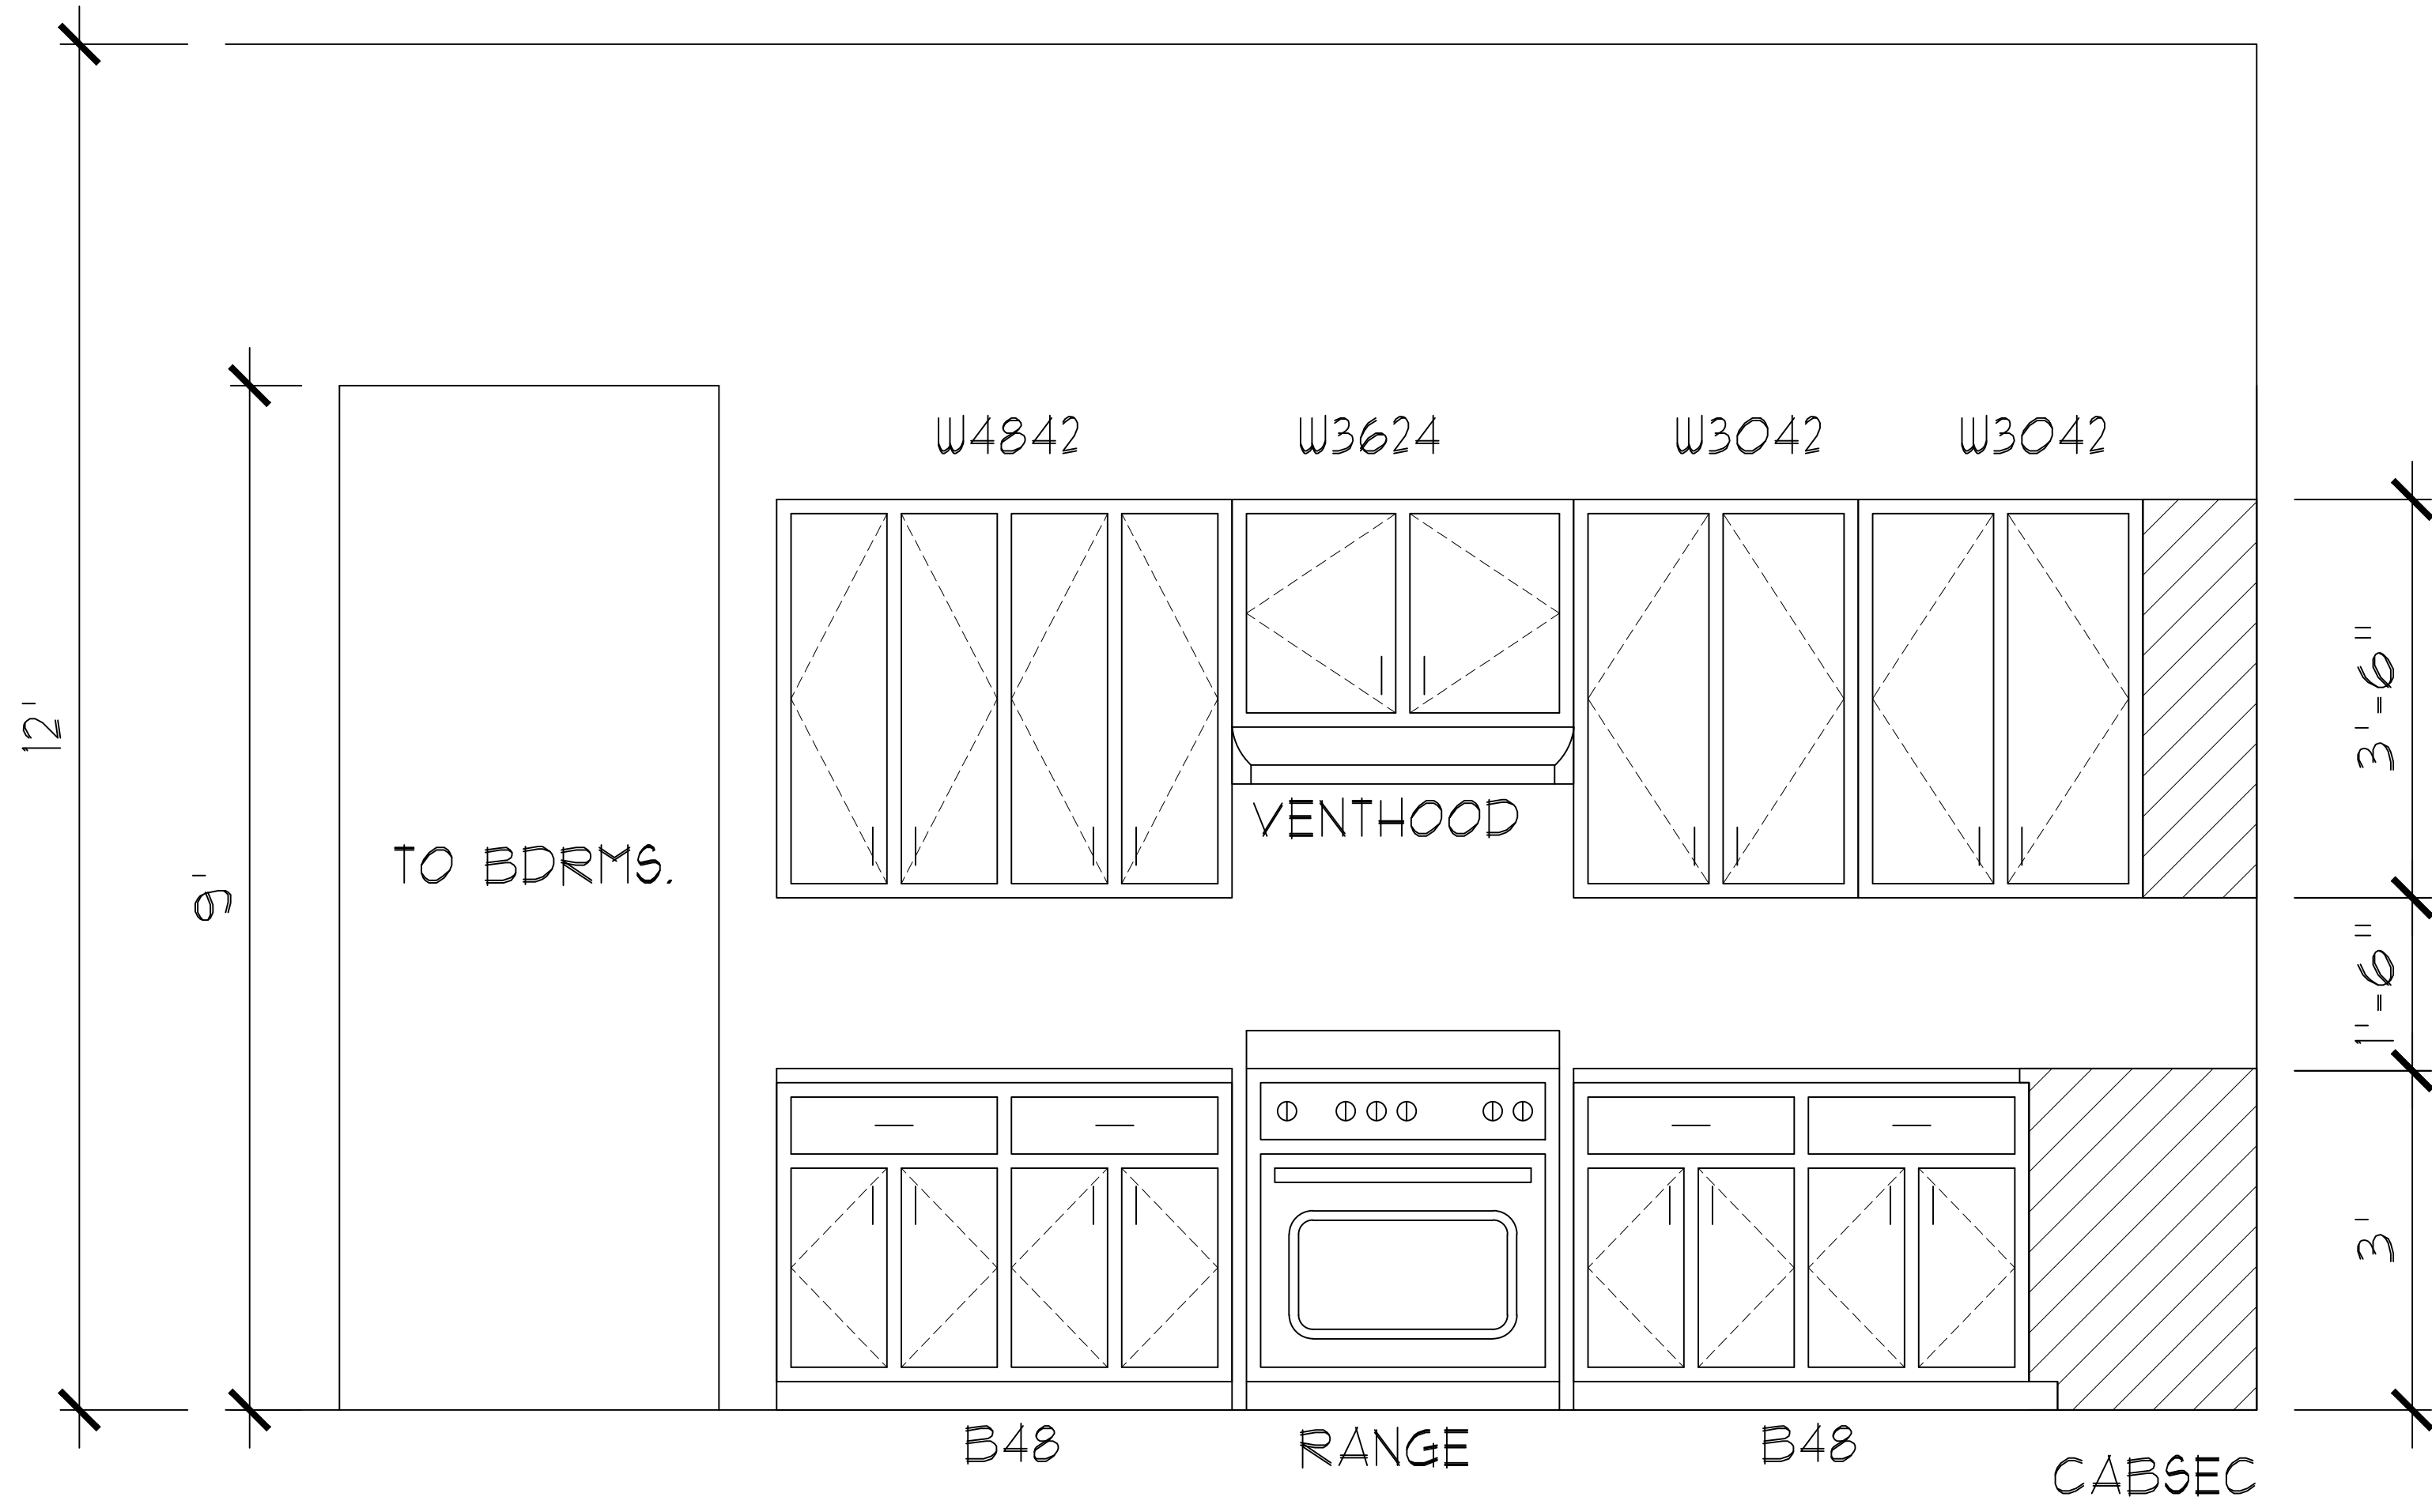 W4842 W3624 W3042 W3042
12'
3'-6"
VENTHOOD
TO BDRMS.
9'
1'-6"
3'
B48 RANGE B48
CABSEC